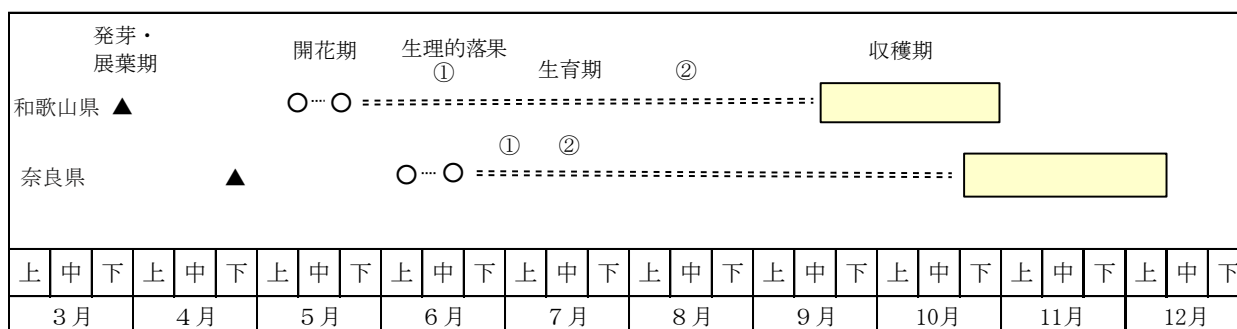 発芽・
展葉期
開花期
生理的落果
生育期
収穫期
① ②
和歌山県
① ②
奈良県
上 中 下 上 中 下 上 中 下 上 中 下 上 中 下 上 中 下 上 中 下 上 中 下 上 中 下 上 中 下
3月 4月 5月 6月 7月 8月 9月 10月 11月 12月